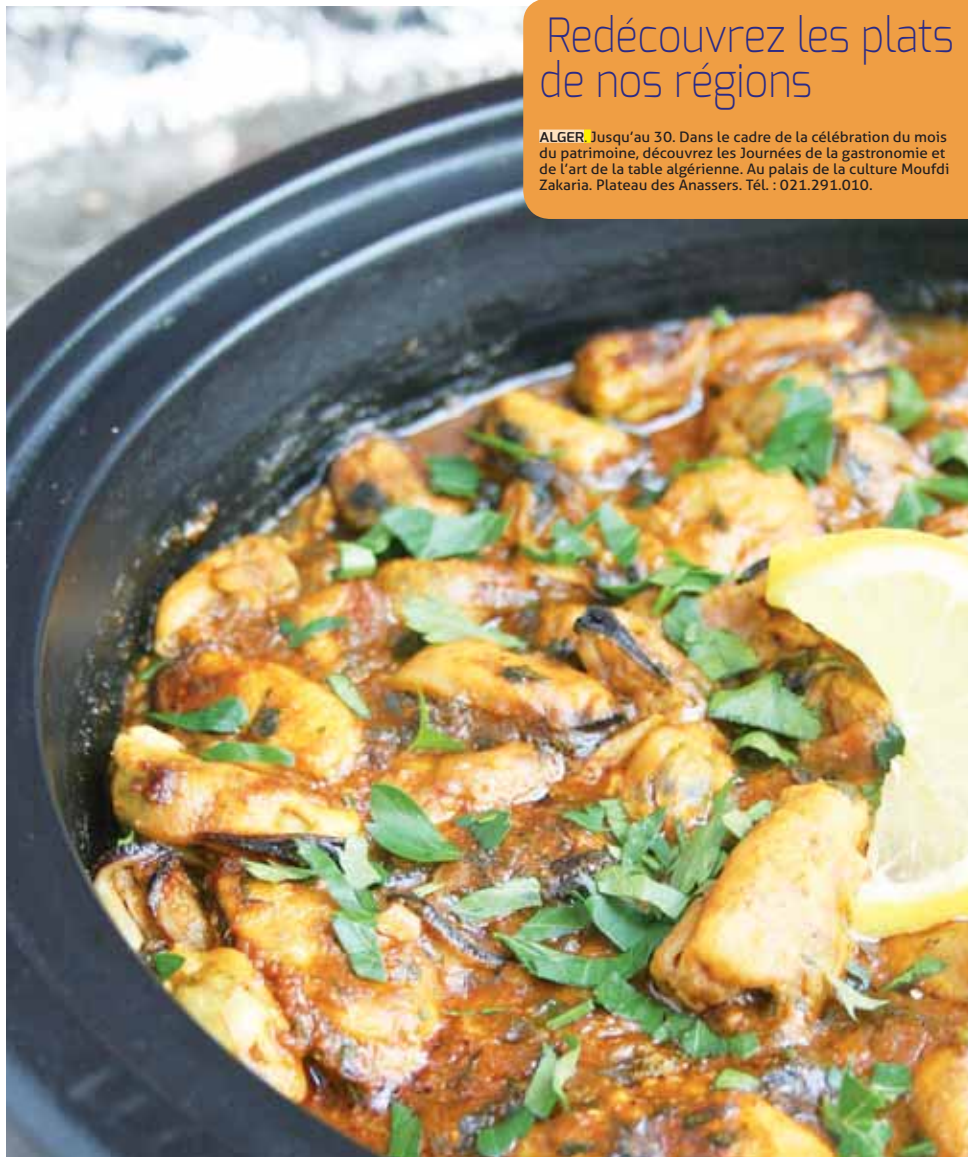 Redécouvrez les plats
de nos régions
ALGER. Jusqu'au 30. Dans le cadre de la célébration du mois
du patrimoine, découvrez les Journées de la gastronomie et
de l'art de la table algérienne. Au palais de la culture Moufdi
Zakaria. Plateau des Anassers. Tél. : 021.291.010.